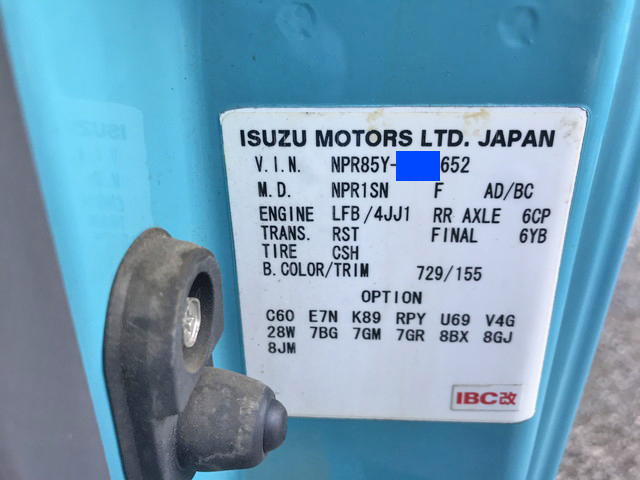 ISUZU MOTORS LTD. JAPAN
V.I.N. NPR85Y- 652
M.D. NPR1SN F AD/BC
ENGINE LFB/4JJ1 RR AXLE 6CP
TRANS. RST FINAL 6YB
TIRE CSH
B.COLOR/TRIM 729/155
OPTION
C60 E7N K89 RPY U69 V4G
28W 7BG 7GM 7GR 8BX 8GJ
8JM
IBC改